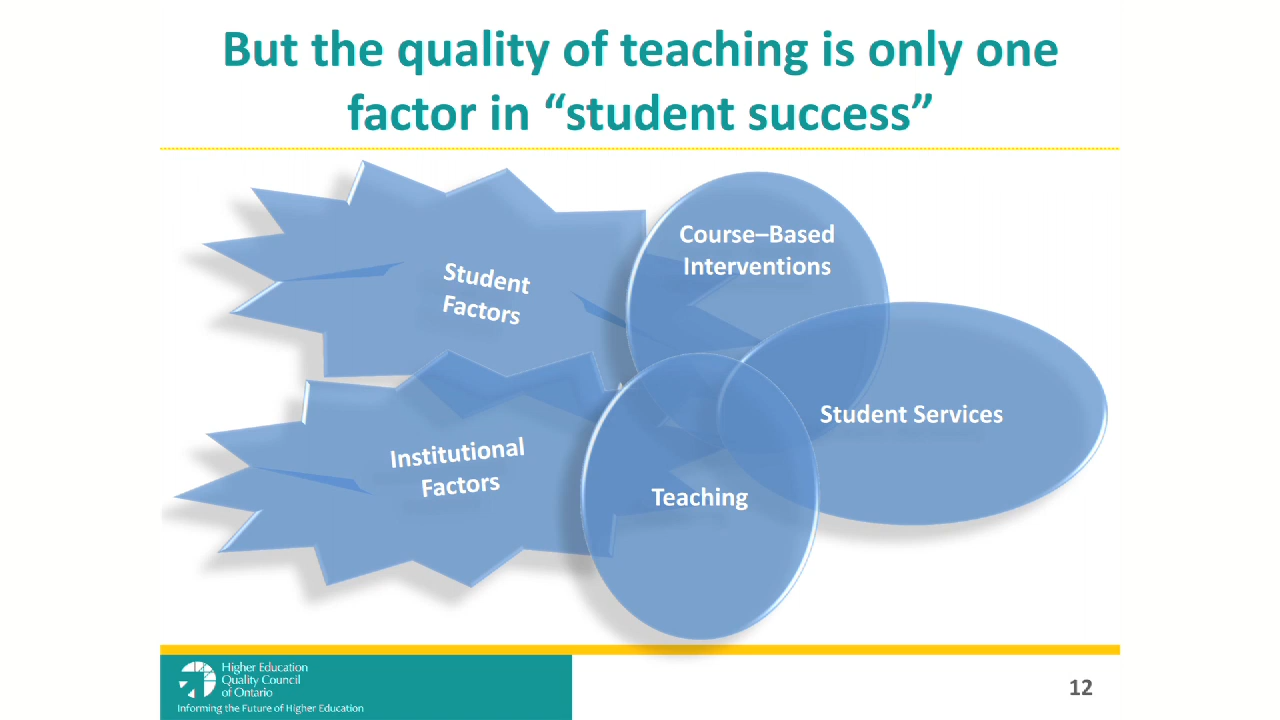 But the quality of teaching is only one
factor in “student success”
Student
Factors
Course–Based
Interventions
Student Services
Institutional
Factors
Teaching
Higher Education
Quality Council
of Ontario
Informing the Future of Higher Education
12